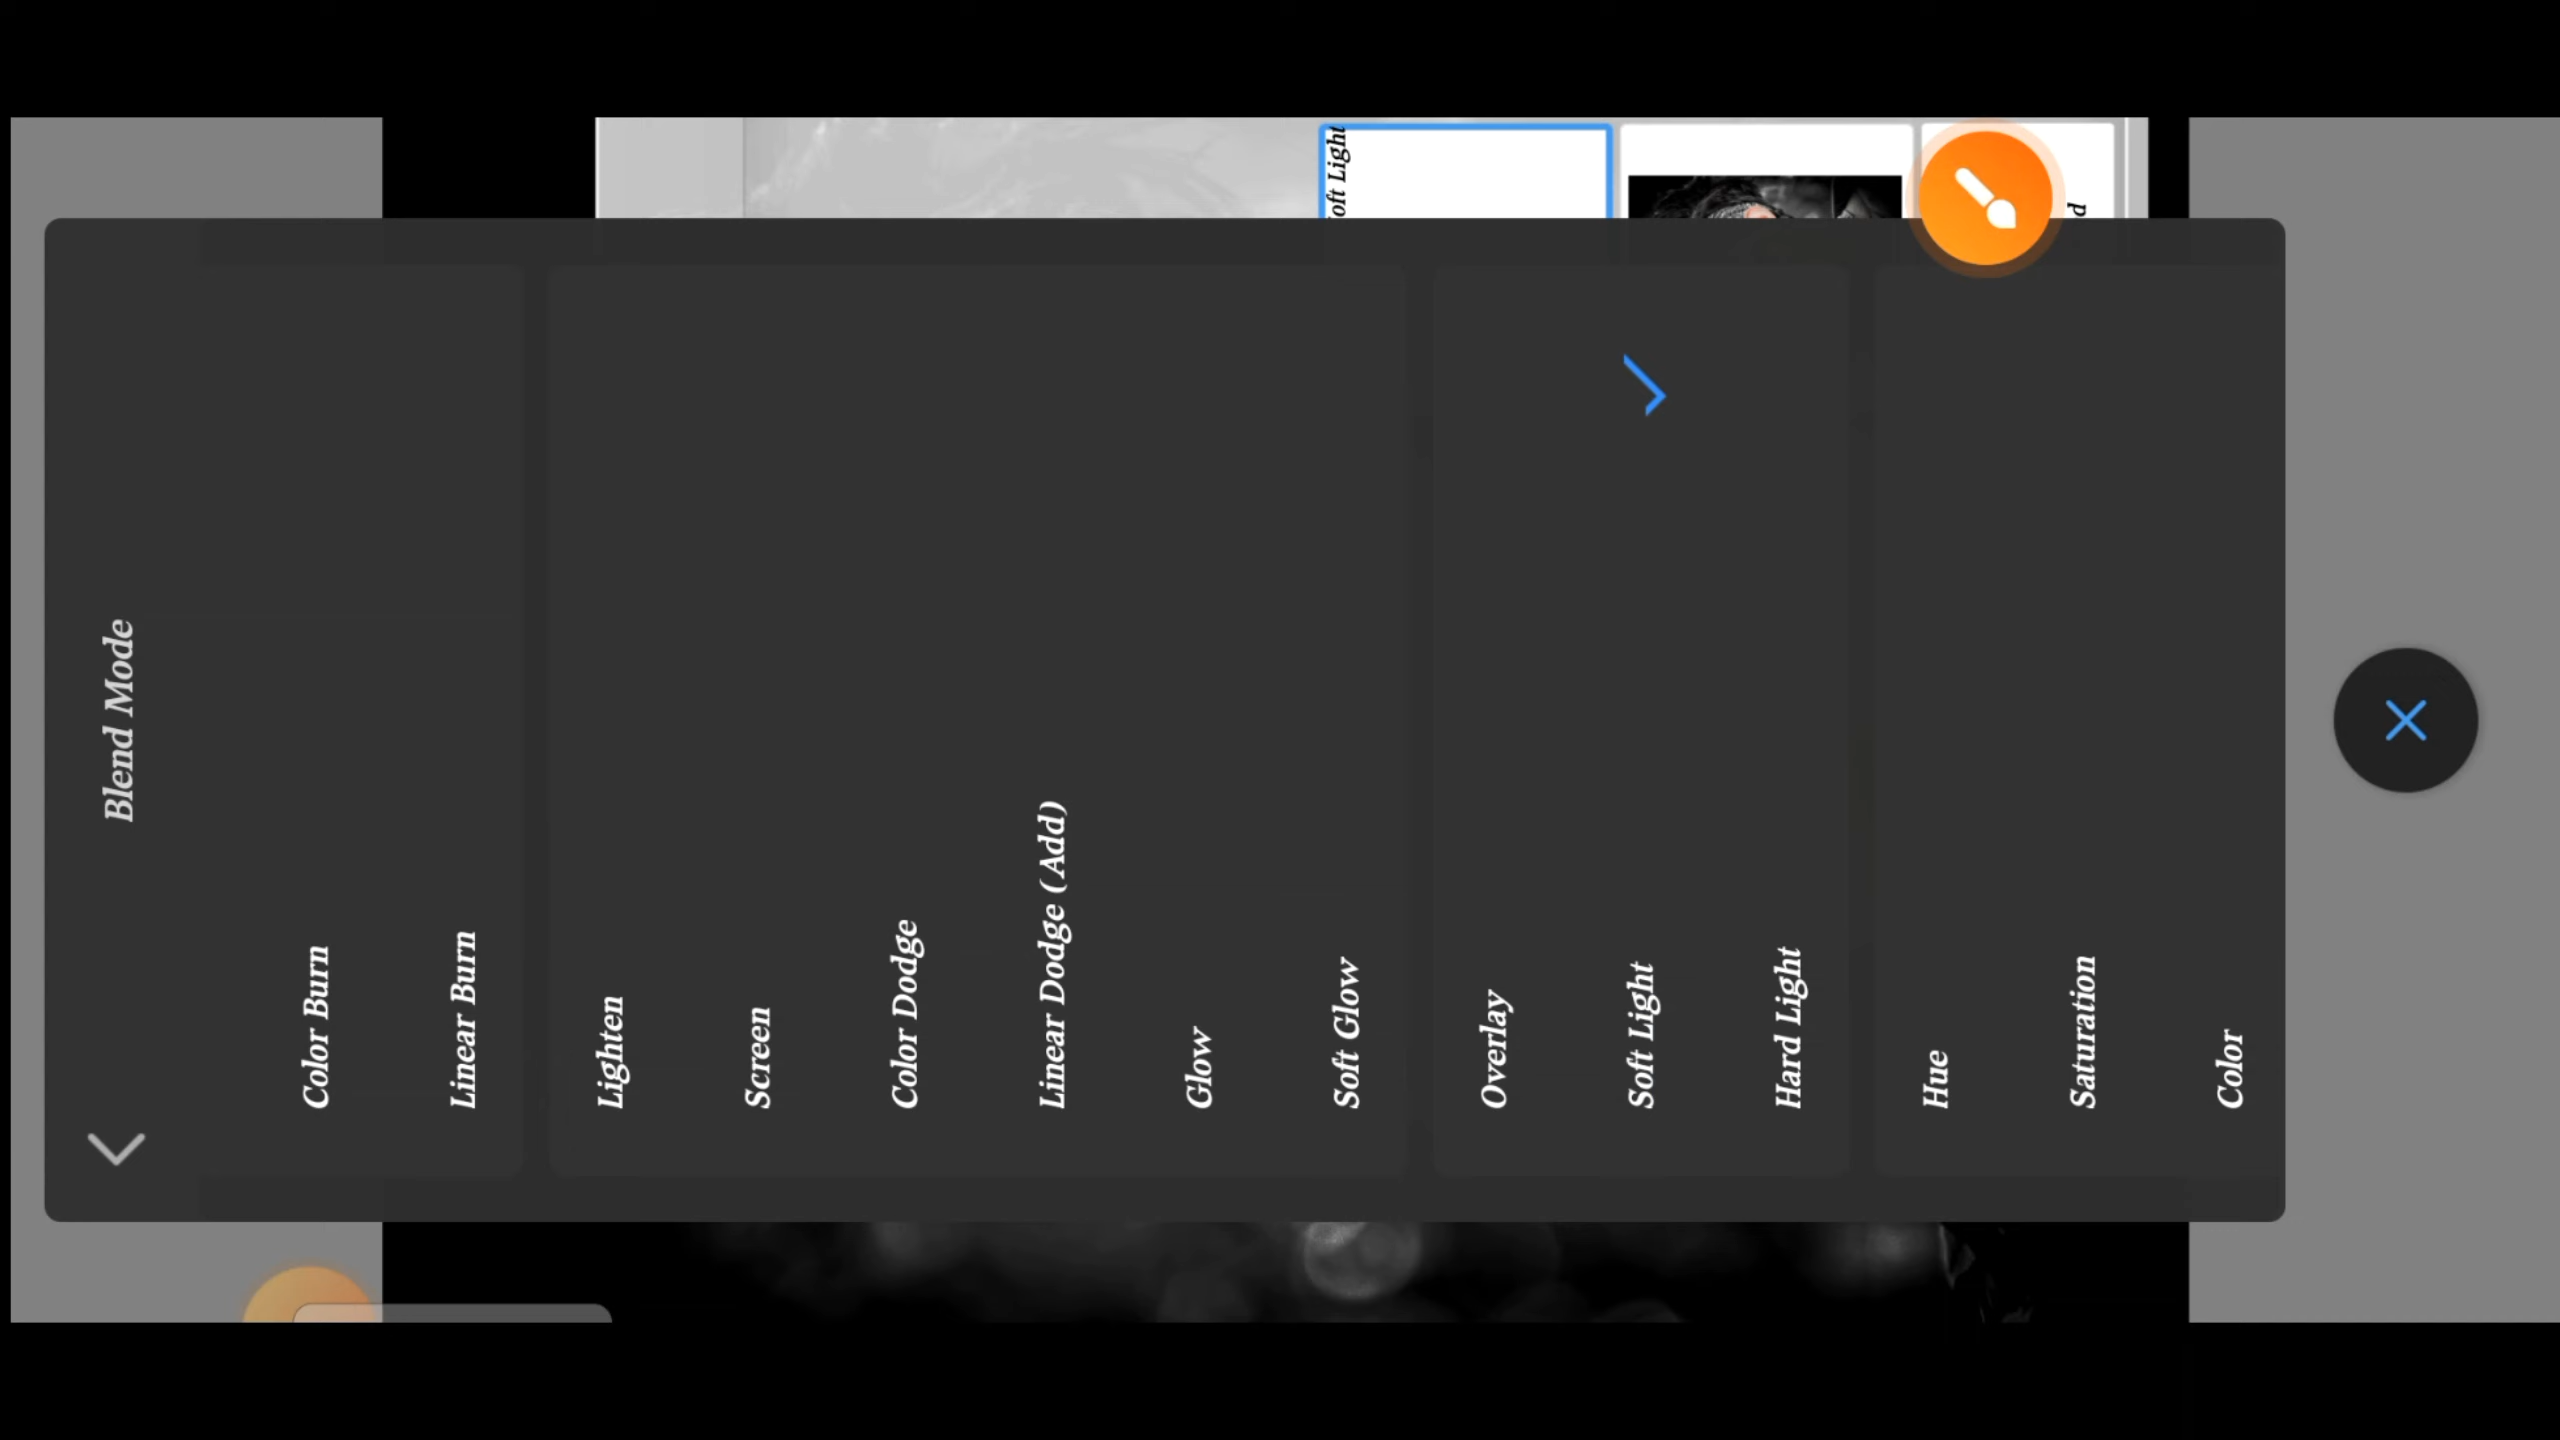 Blend Mode
Color Burn
Linear Burn
Lighten
Screen
Color Dodge
Linear Dodge (Add)
Glow
Soft Glow
Overlay
Soft Light
Hard Light
Hue
Saturation
Color
Light